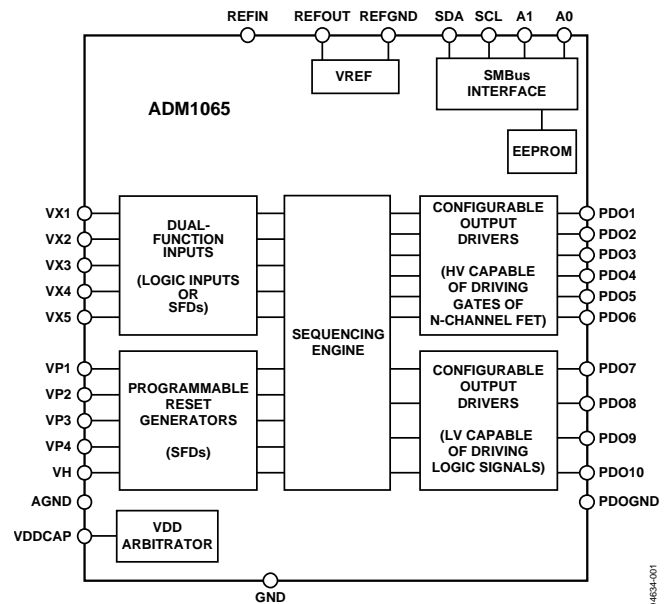 REFIN REFOUT REFGND SDA SCL A1 A0
VREF
SMBus
INTERFACE
ADM1065
EEPROM
VX1
VX2
VX3
VX4
VX5
DUAL-
FUNCTION
INPUTS
(LOGIC INPUTS
OR
SFDs)
VP1
VP2
VP3
VP4
VH
PROGRAMMABLE
RESET
GENERATORS
(SFDs)
AGND
VDDCAP
VDD
ARBITRATOR
SEQUENCING
ENGINE
CONFIGURABLE
OUTPUT
DRIVERS
(HV CAPABLE
OF DRIVING
GATES OF
N-CHANNEL FET)
PDO1
PDO2
PDO3
PDO4
PDO5
PDO6
CONFIGURABLE
OUTPUT
DRIVERS
(LV CAPABLE
OF DRIVING
LOGIC SIGNALS)
PDO7
PDO8
PDO9
PDO10
PDOGND
GND
04634-001